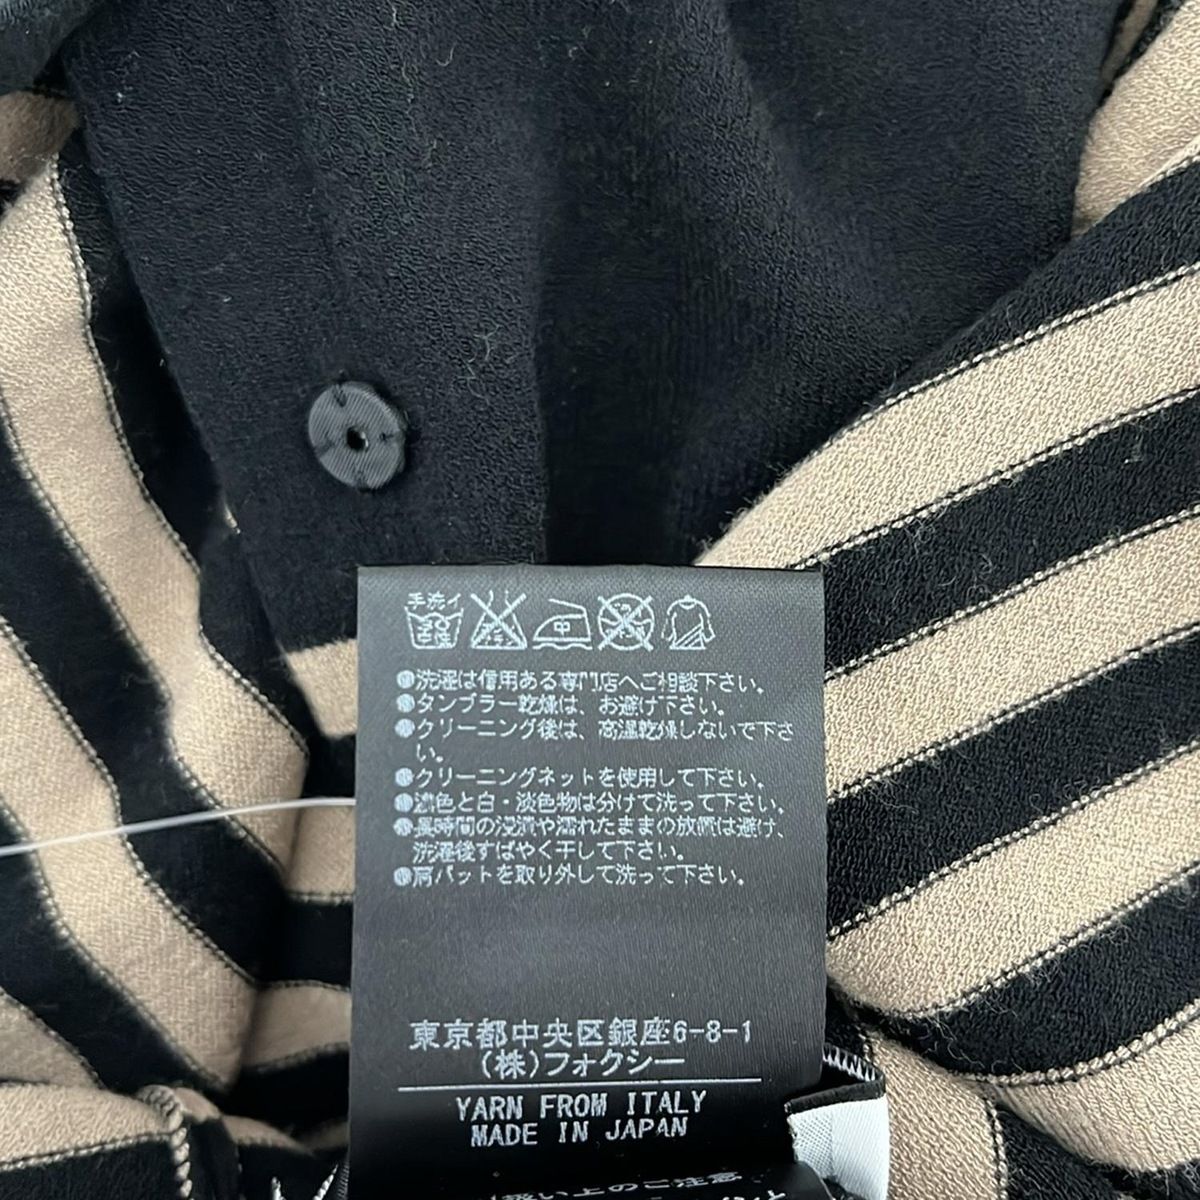 手洗イ
中
●洗濯は信用ある専門店へご相談下さい。
●タンブラー乾燥は、お避け下さい。
●クリーニング後は、高温乾燥しないで下さ
い。
●クリーニングネットを使用して下さい。
●濃色と白・淡色物は分けて洗って下さい。
●長時間の浸漬や濡れたままの放置は避け、
洗濯後すばやく干して下さい。
●肩パットを取り外して洗って下さい。
東京都中央区銀座6-8-1
(株)フォクシー
YARN FROM ITALY
MADE IN JAPAN
扱い上のご注意